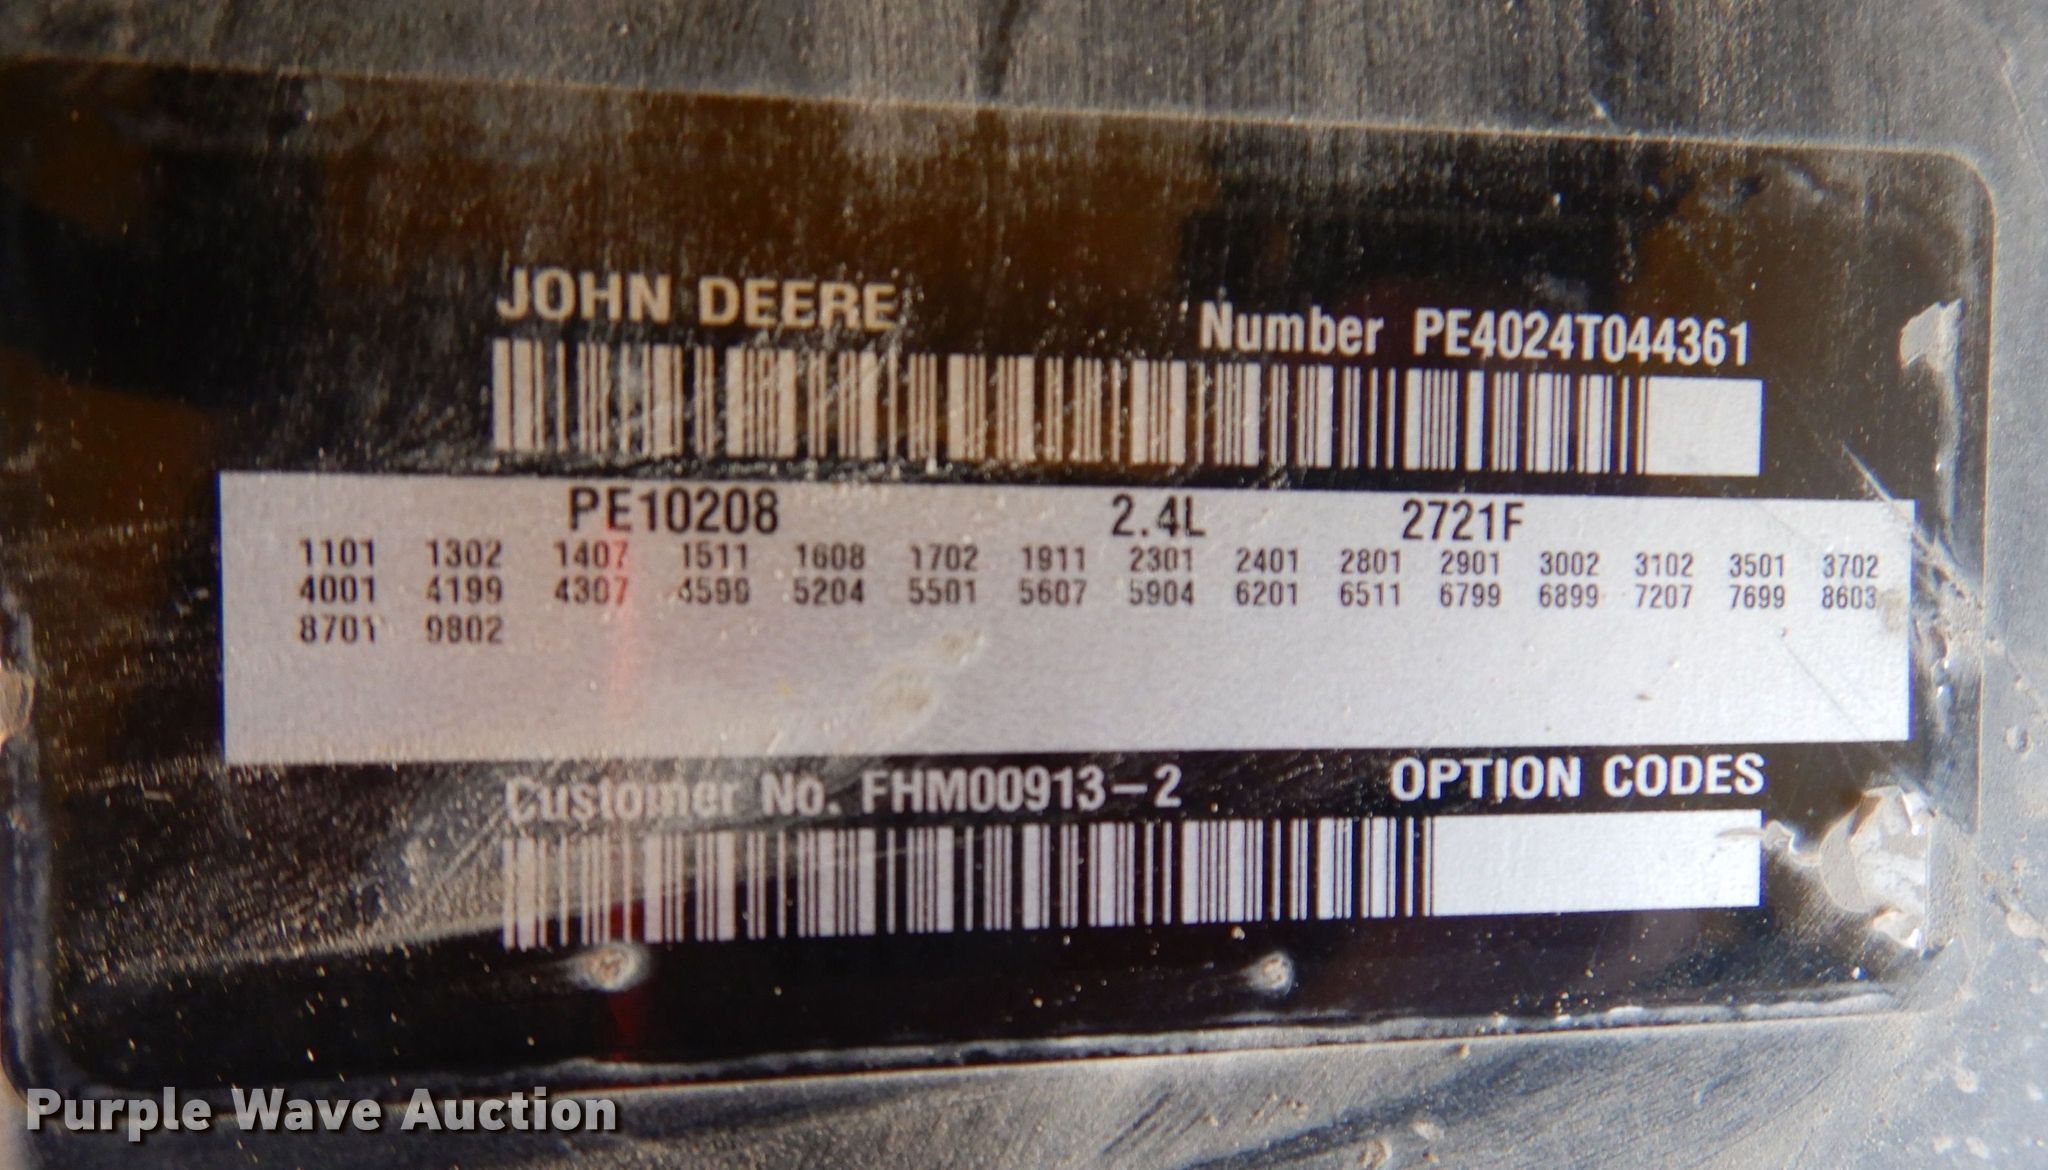 JOHN DEERE
Number PE4024T044361
PE10208 2.4L 2721F
1101 1302 1407 1511 1608 1702 1911 2301 2401 2801 2901 3002 3102 3501 3702
4001 4199 4307 4599 5204 5501 5607 5904 6201 6511 6799 6899 7207 7699 8603
8701 9802
Customer No. FHM00913-2 OPTION CODES
Purple Wave Auction